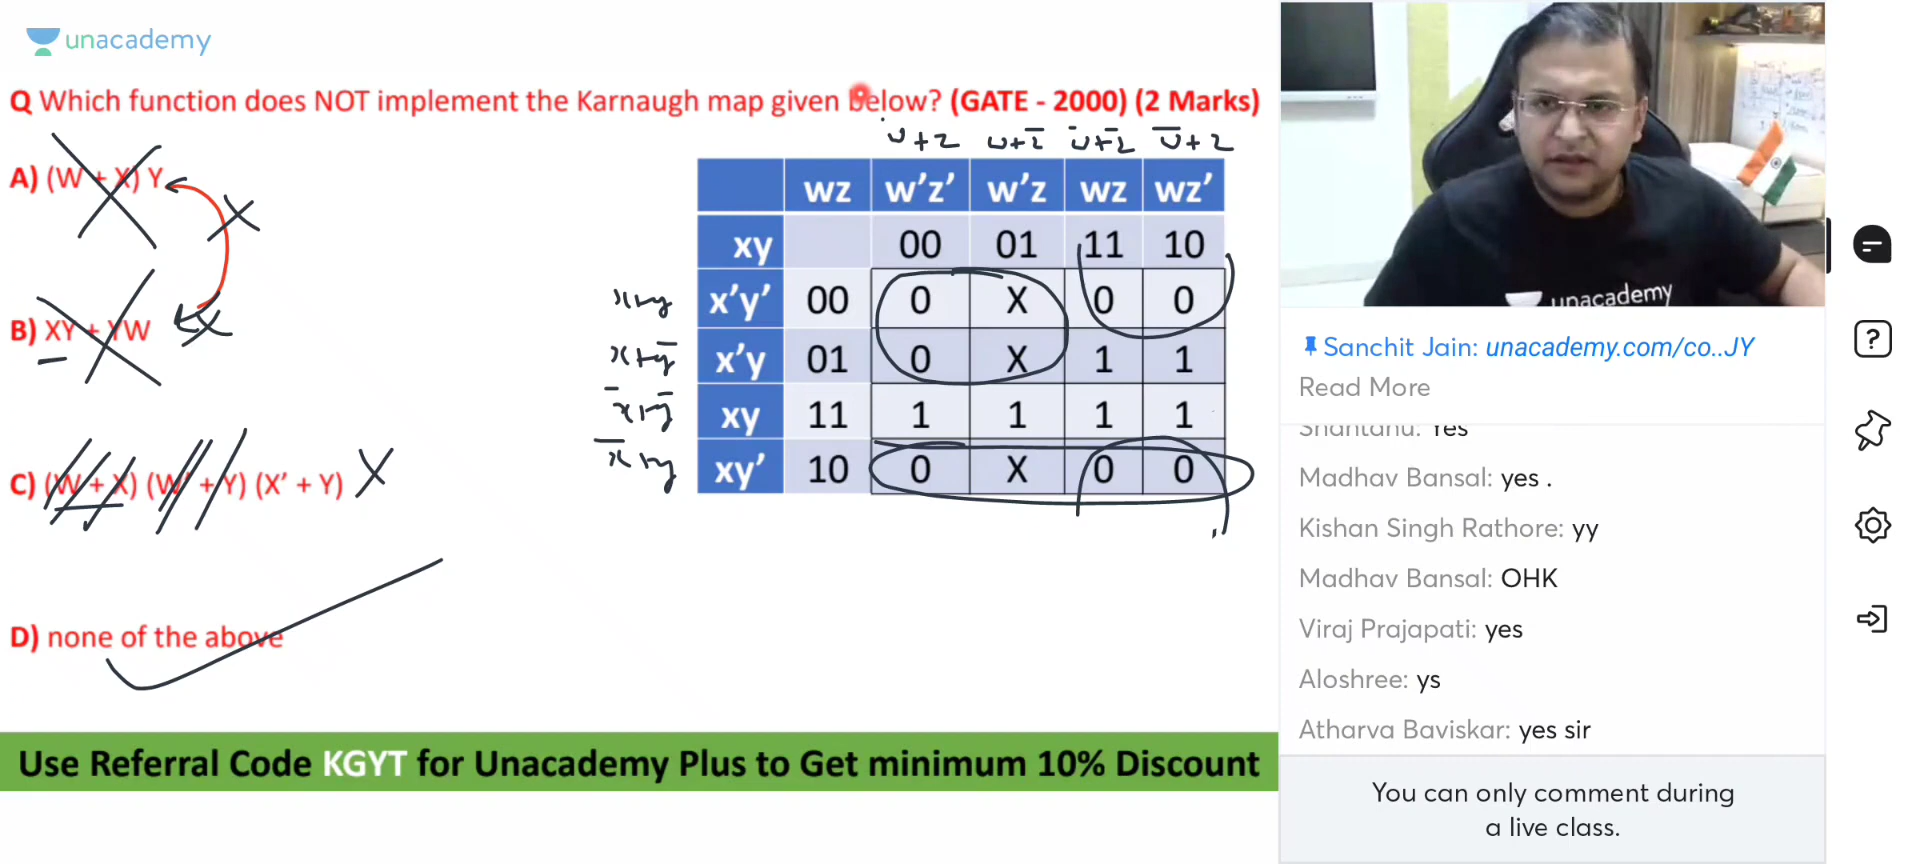 unacademy
Q Which function does NOT implement the Karnaugh map given below? (GATE - 2000) (2 Marks)
w+z w+z̅ w̅+z̅ w̅+z
A) (W + X) Y
B) XY + YW
C) (W + X) (W' + Y) (X' + Y) X
D) none of the above
wz w'z' w'z wz wz'
xy 00 01 11 10
x+y x'y' 00 0 X 0 0
x+y̅ x'y 01 0 X 1 1
x̅+y̅ xy 11 1 1 1 1
x̅+y xy' 10 0 X 0 0
Use Referral Code KGYT for Unacademy Plus to Get minimum 10% Discount
unacademy
Sanchit Jain: unacademy.com/co..JY
Read More
Shantanu: Yes
Madhav Bansal: yes .
Kishan Singh Rathore: yy
Madhav Bansal: OHK
Viraj Prajapati: yes
Aloshree: ys
Atharva Baviskar: yes sir
You can only comment during
a live class.